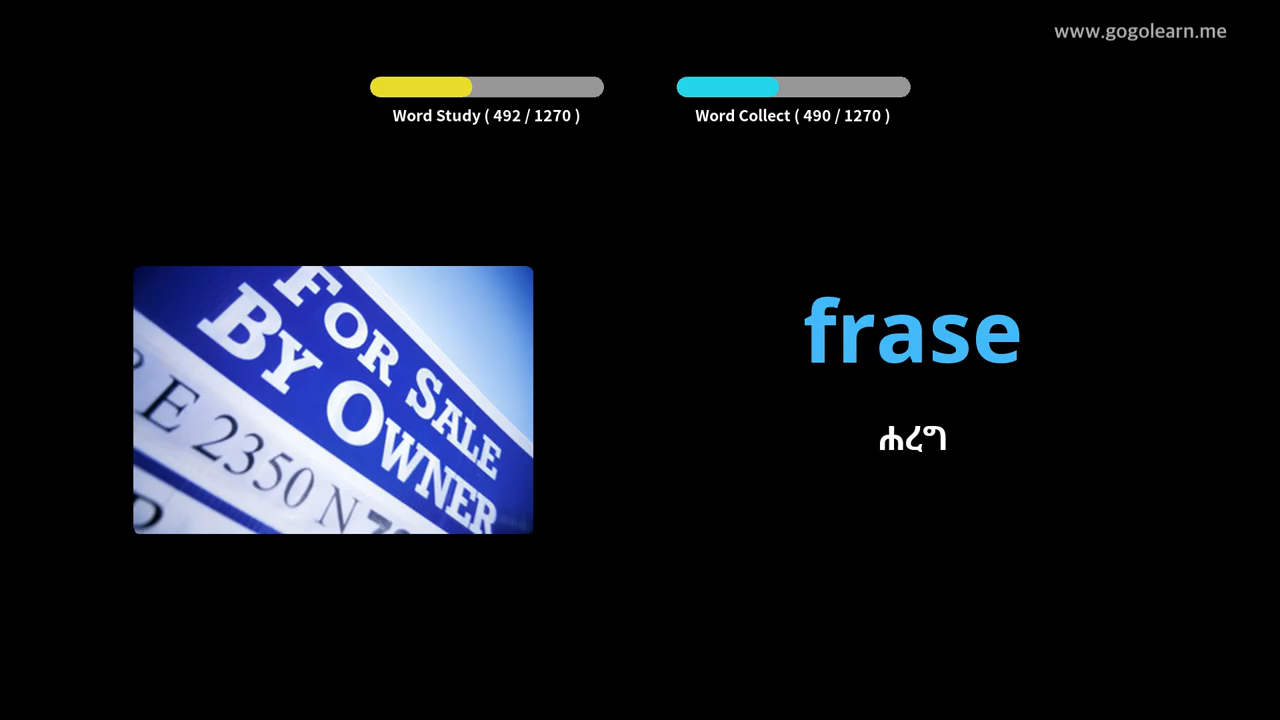 www.gogolearn.me
Word Study ( 492 / 1270 )
Word Collect ( 490 / 1270 )
FOR SALE
BY OWNER
E 2350 N
frase
ሐረግ